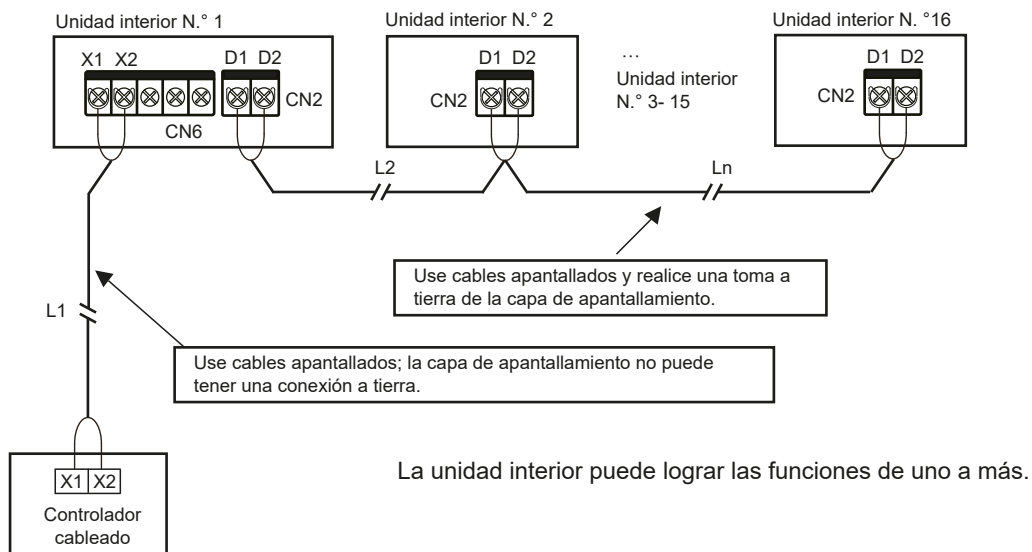 Unidad interior N.° 1
Unidad interior N.° 2
Unidad interior N. °16
X1 X2
D1 D2
CN2
CN6
D1 D2
CN2
…
Unidad interior
N.° 3- 15
D1 D2
CN2
L2
Ln
Use cables apantallados y realice una toma a
tierra de la capa de apantallamiento.
L1
Use cables apantallados; la capa de apantallamiento no puede
tener una conexión a tierra.
La unidad interior puede lograr las funciones de uno a más.
X1 X2
Controlador
cableado